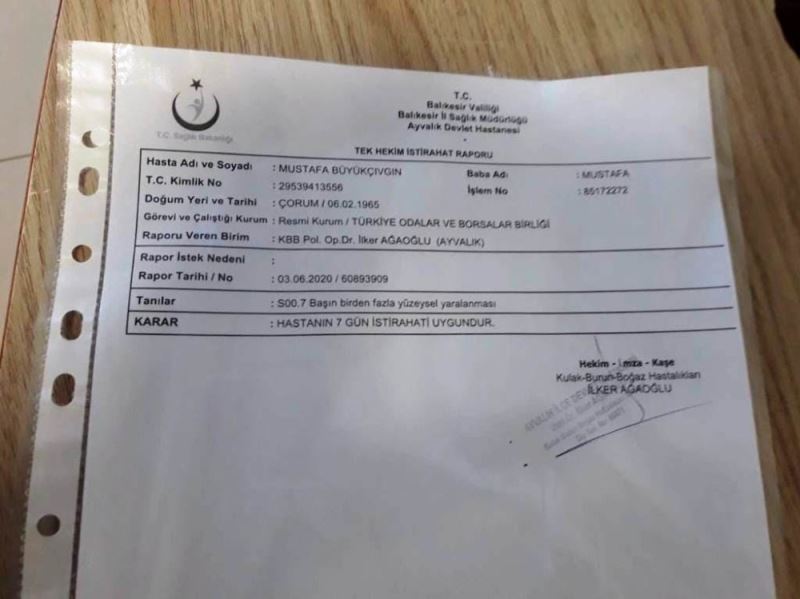 T.C. Sağlık Bakanlığı
T.C.
Balıkesir Valiliği
Balıkesir İl Sağlık Müdürlüğü
Ayvalık Devlet Hastanesi
TEK HEKİM İSTİRAHAT RAPORU
Hasta Adı ve Soyadı : MUSTAFA BÜYÜKÇIVGIN Baba Adı : MUSTAFA
T.C. Kimlik No : 29539413556 İşlem No : 85172272
Doğum Yeri ve Tarihi : ÇORUM / 06.02.1965
Görevi ve Çalıştığı Kurum : Resmi Kurum / TÜRKİYE ODALAR VE BORSALAR BİRLİĞİ
Raporu Veren Birim : KBB Pol. Op.Dr. İlker AĞAOĞLU (AYVALIK)
Rapor İstek Nedeni :
Rapor Tarihi / No : 03.06.2020 / 60893909
Tanılar : S00.7 Başın birden fazla yüzeysel yaralanması
KARAR : HASTANIN 7 GÜN İSTİRAHATİ UYGUNDUR.
Hekim - İmza - Kaşe
Kulak-Burun-Boğaz Hastalıkları
İLKER AĞAOĞLU
AYVALIK İLÇE